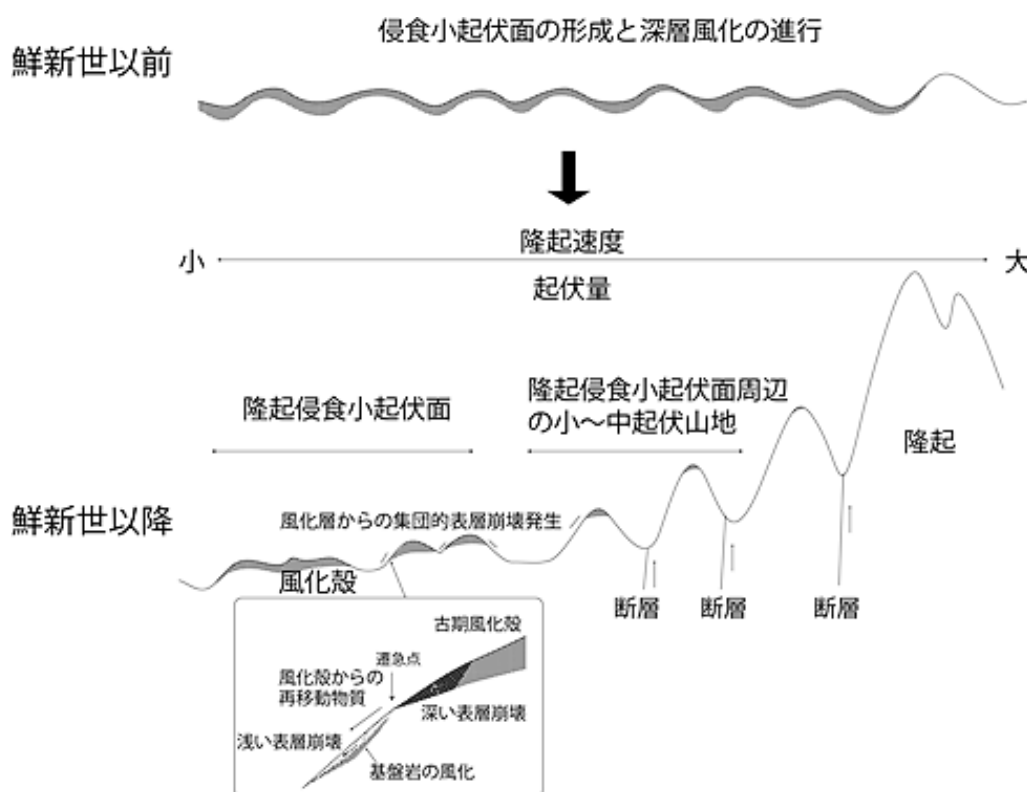 侵食小起伏面の形成と深層風化の進行
鮮新世以前
隆起速度
小
大
起伏量
隆起侵食小起伏面
隆起侵食小起伏面周辺
の小～中起伏山地
隆起
鮮新世以降
風化層からの集団的表層崩壊発生
風化殻
断層
断層
断層
古期風化殻
遷急点
風化殻からの
再移動物質
深い表層崩壊
浅い表層崩壊
基盤岩の風化